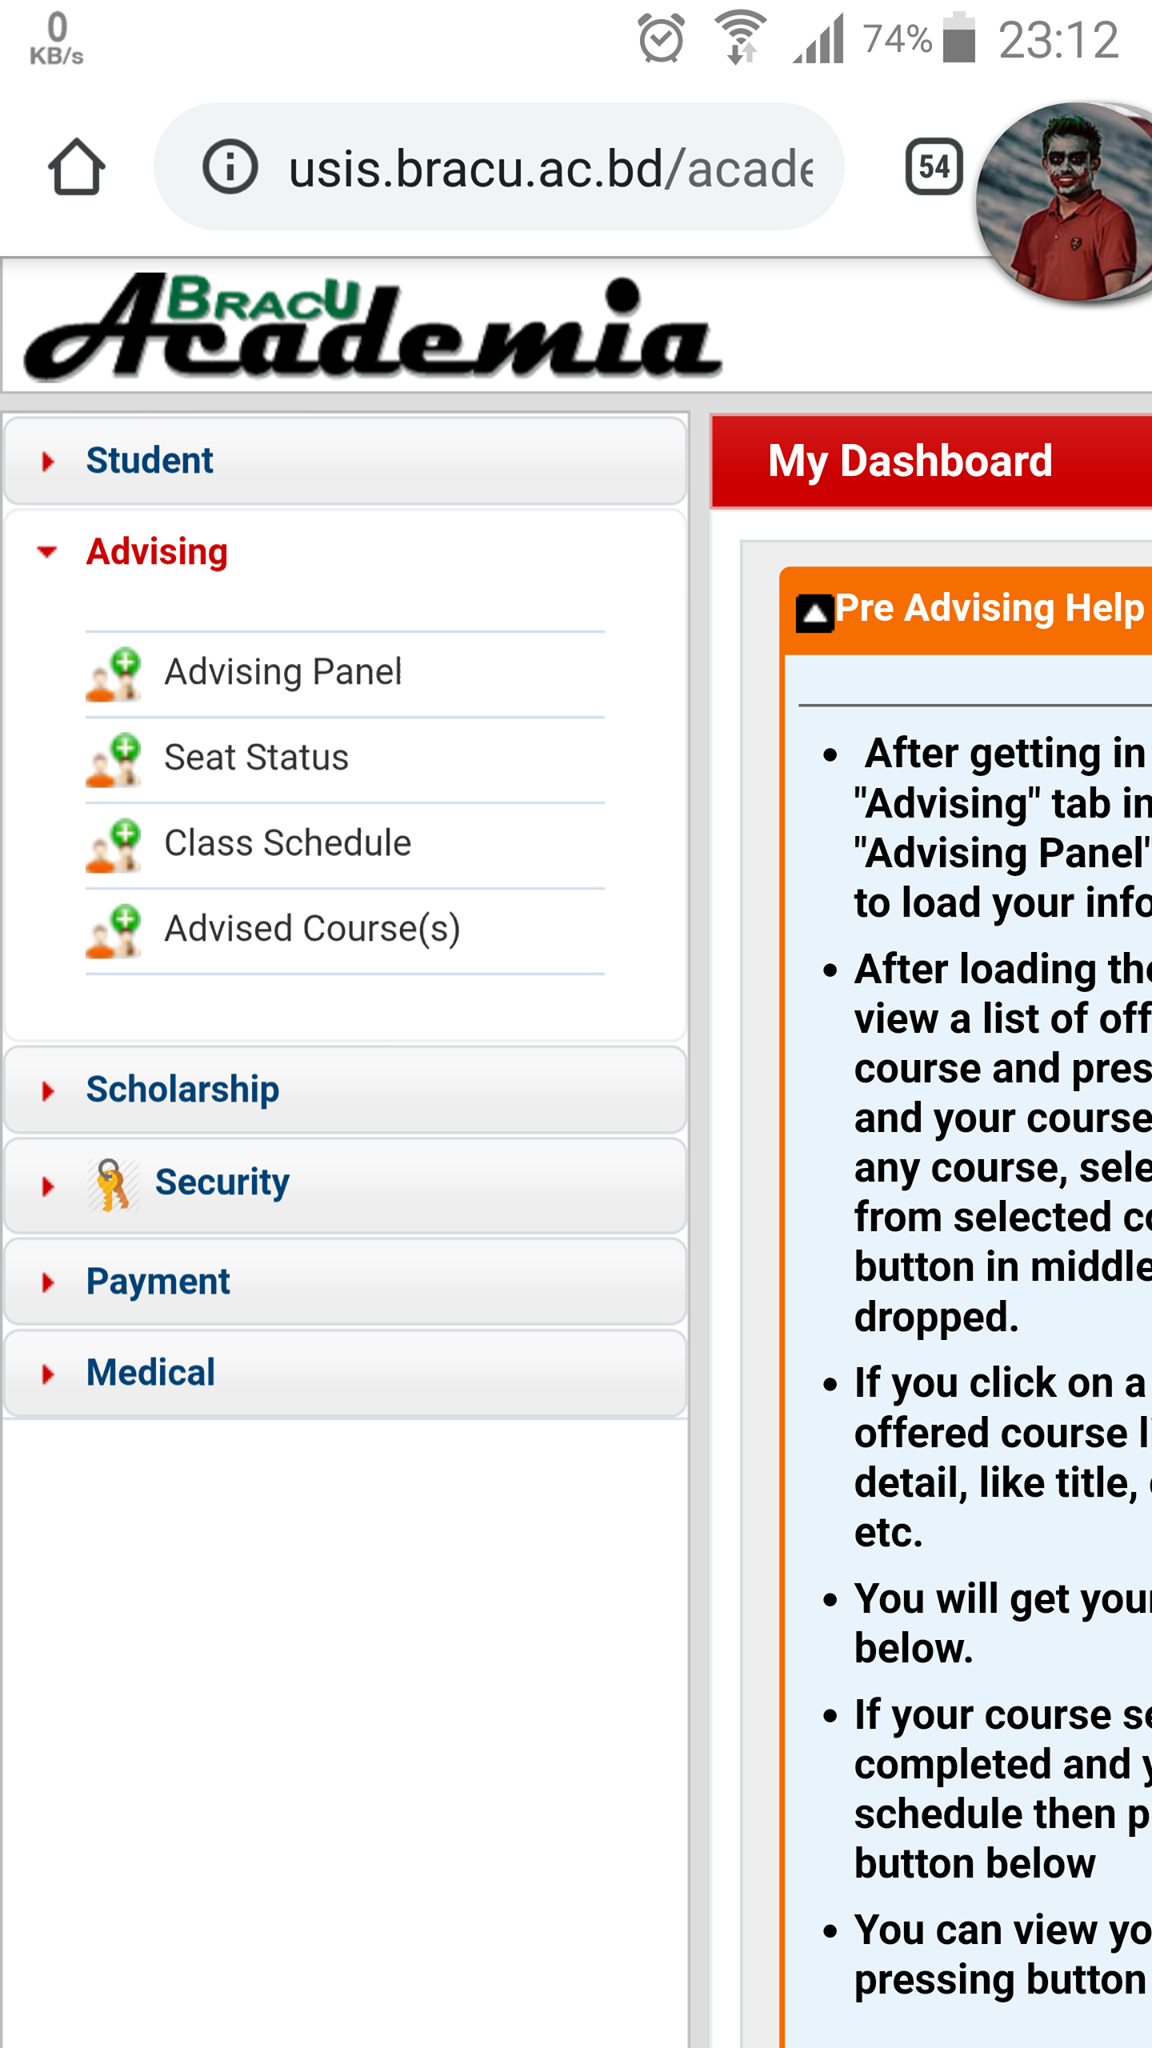 0
KB/s
74%
23:12
usis.bracu.ac.bd/acade
54
BRACU
Academia
Student
Advising
Advising Panel
Seat Status
Class Schedule
Advised Course(s)
Scholarship
Security
Payment
Medical
My Dashboard
Pre Advising Help
After getting in
"Advising" tab in
"Advising Panel"
to load your info
After loading the
view a list of off
course and pres
and your course
any course, sele
from selected co
button in middle
dropped.
If you click on a
offered course li
detail, like title,
etc.
You will get your
below.
If your course se
completed and y
schedule then p
button below
You can view yo
pressing button